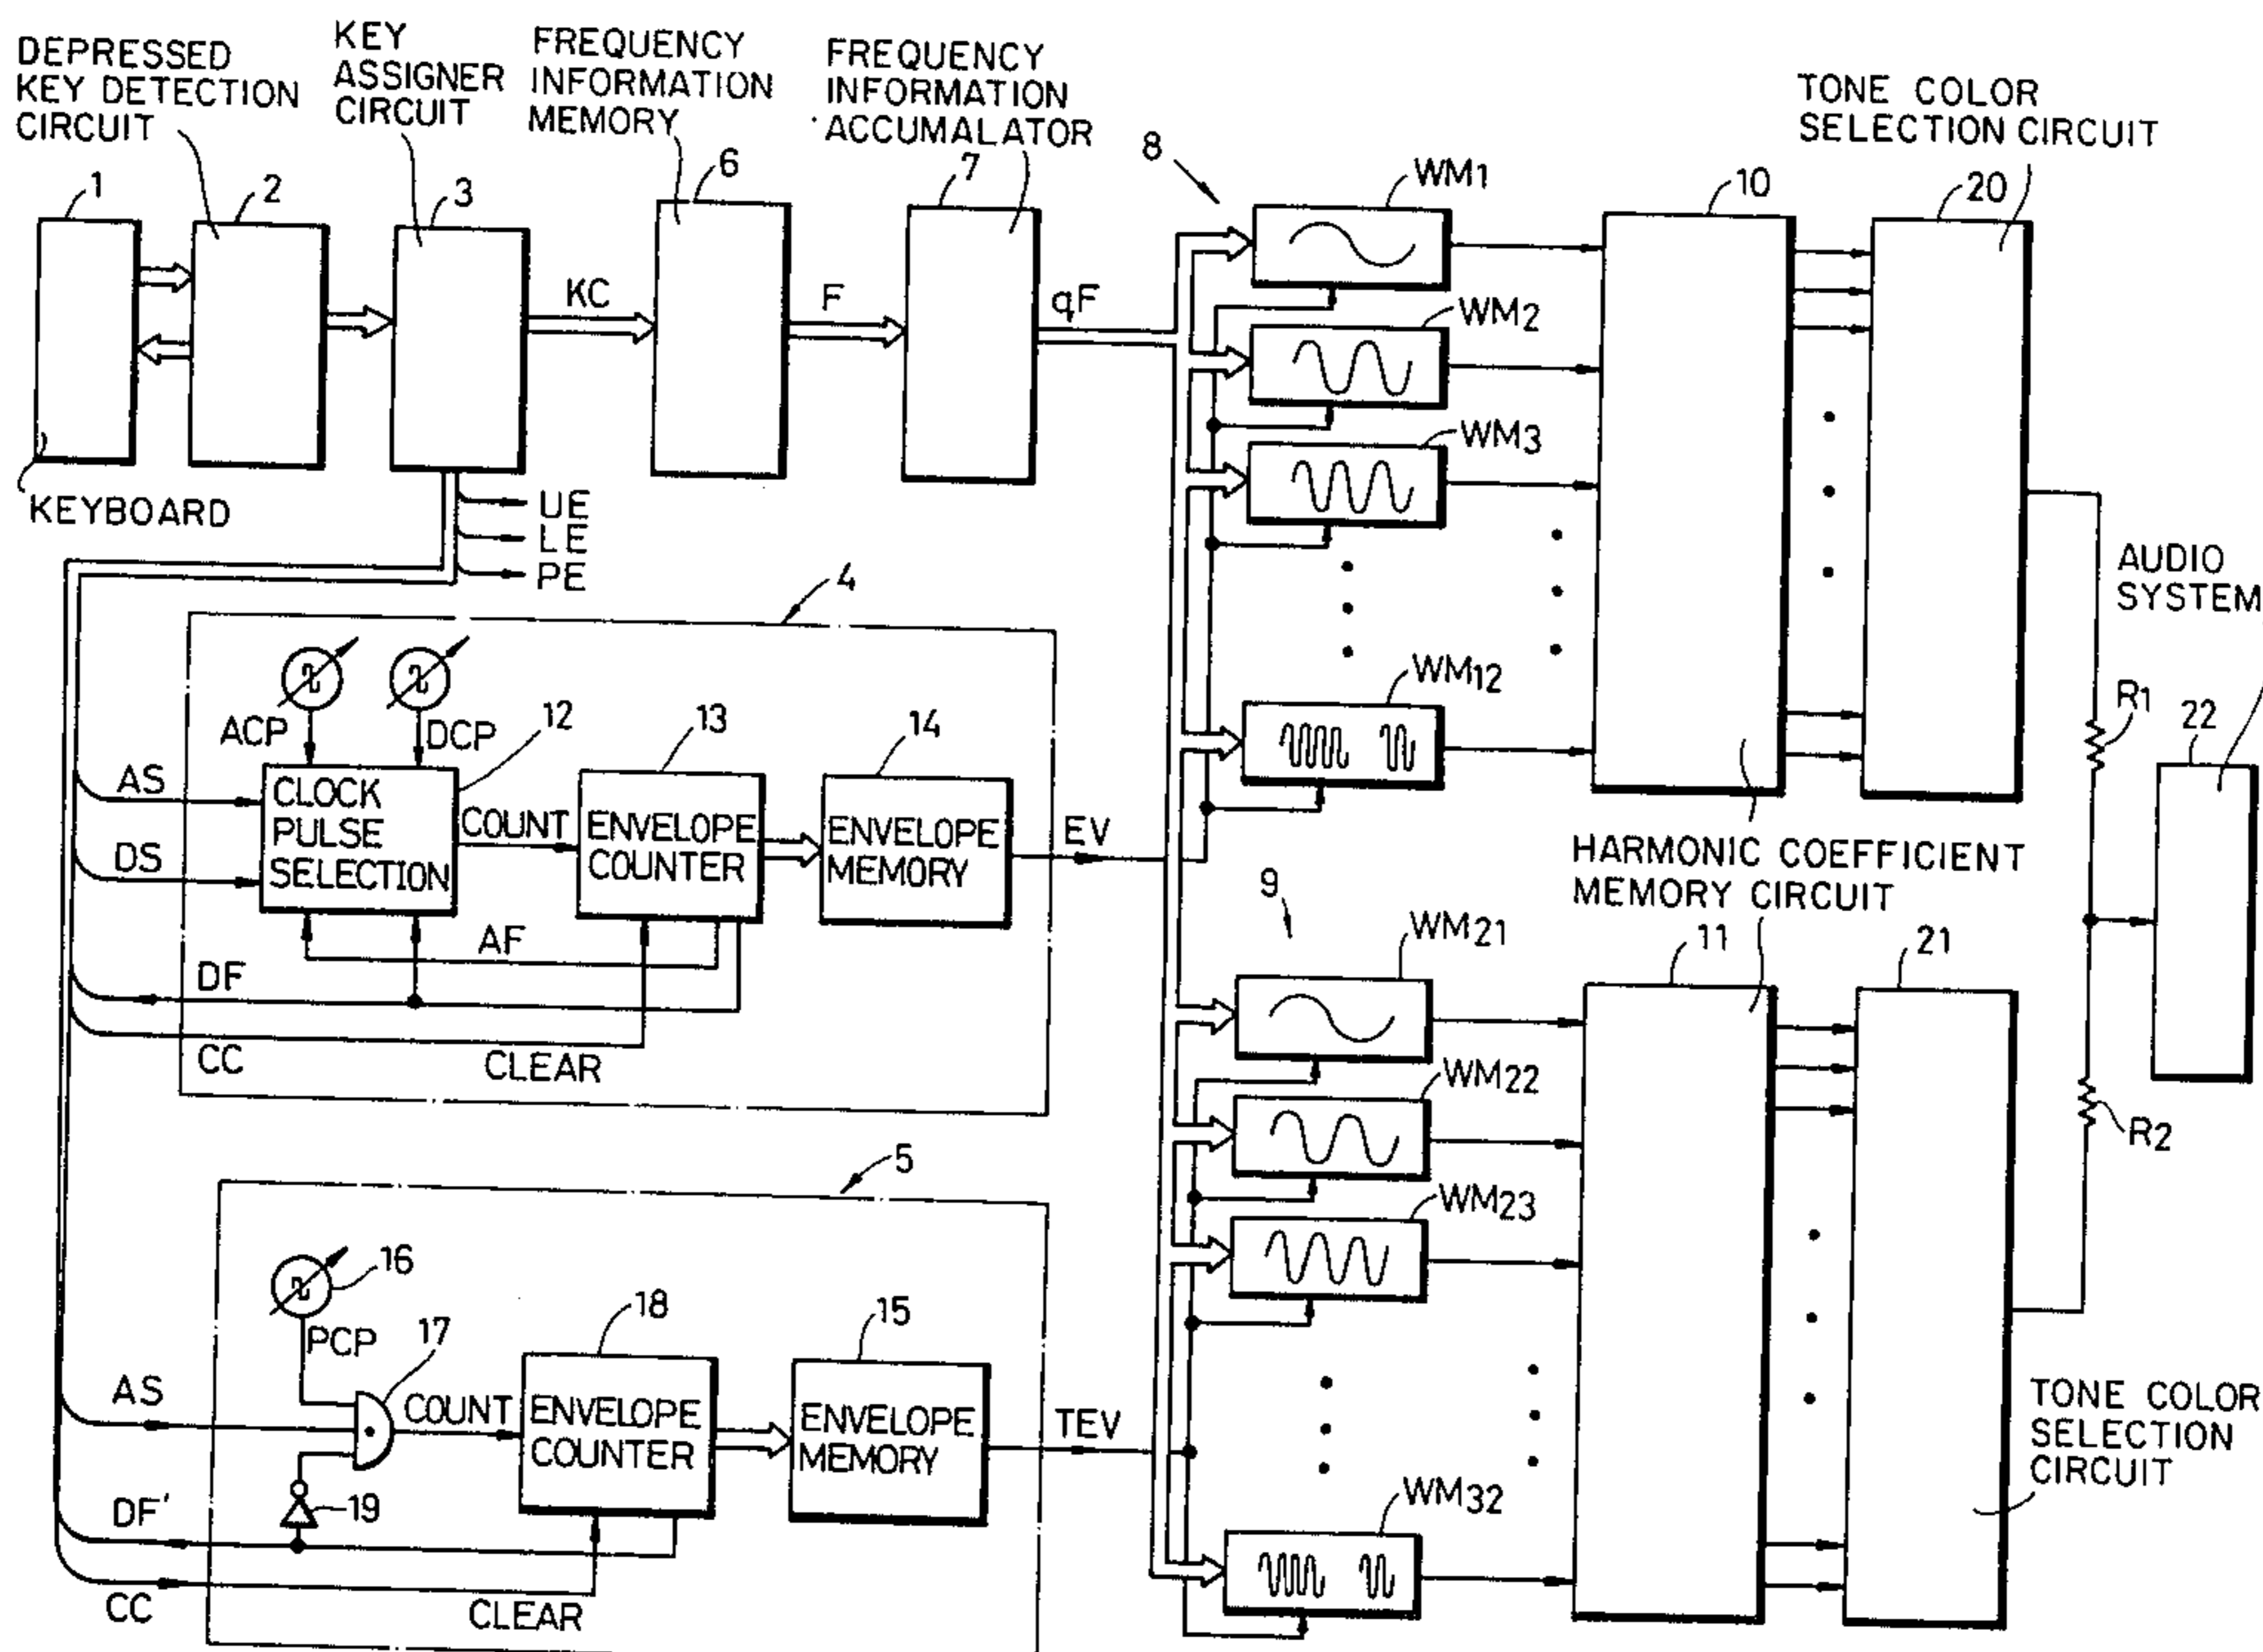 DEPRESSED
KEY DETECTION
CIRCUIT
KEY
ASSIGNER
CIRCUIT
FREQUENCY
INFORMATION
MEMORY
FREQUENCY
INFORMATION
ACCUMALATOR
TONE COLOR
SELECTION CIRCUIT
1
2
3
6
7
8
WM1
10
20
KC
F
qF
WM2
WM3
KEYBOARD
UE
LE
PE
4
AUDIO
SYSTEM
WM12
R1
22
ACP
DCP
12
13
14
AS
CLOCK
PULSE
SELECTION
COUNT
ENVELOPE
COUNTER
ENVELOPE
MEMORY
EV
DS
HARMONIC COEFFICIENT
MEMORY CIRCUIT
AF
DF
CC
CLEAR
9
WM21
11
21
WM22
R2
WM23
5
16
PCP
17
18
15
AS
COUNT
ENVELOPE
COUNTER
ENVELOPE
MEMORY
TEV
TONE COLOR
SELECTION
CIRCUIT
DF'
19
WM32
CC
CLEAR